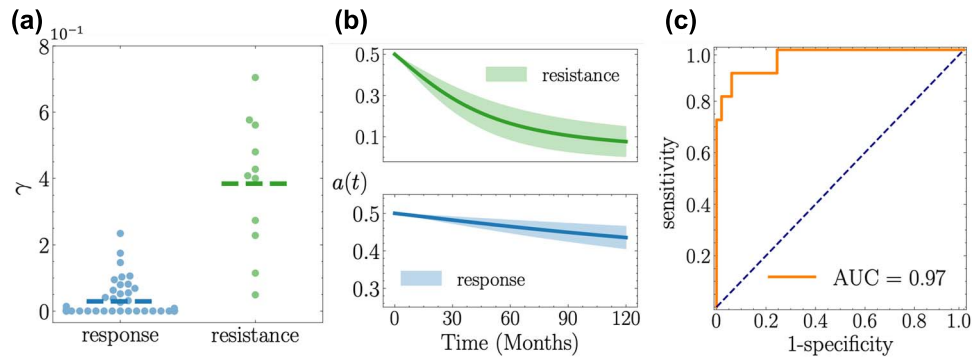 (a)
8 10⁻¹
6
4
2
0
γ
response resistance
(b)
0.5
0.3
0.1
resistance
a(t)
0.5
0.4
0.3
response
0 30 60 90 120
Time (Months)
(c)
1.0
0.8
0.6
0.4
0.2
sensitivity
AUC = 0.97
0 0.2 0.4 0.6 0.8 1.0
1-specificity